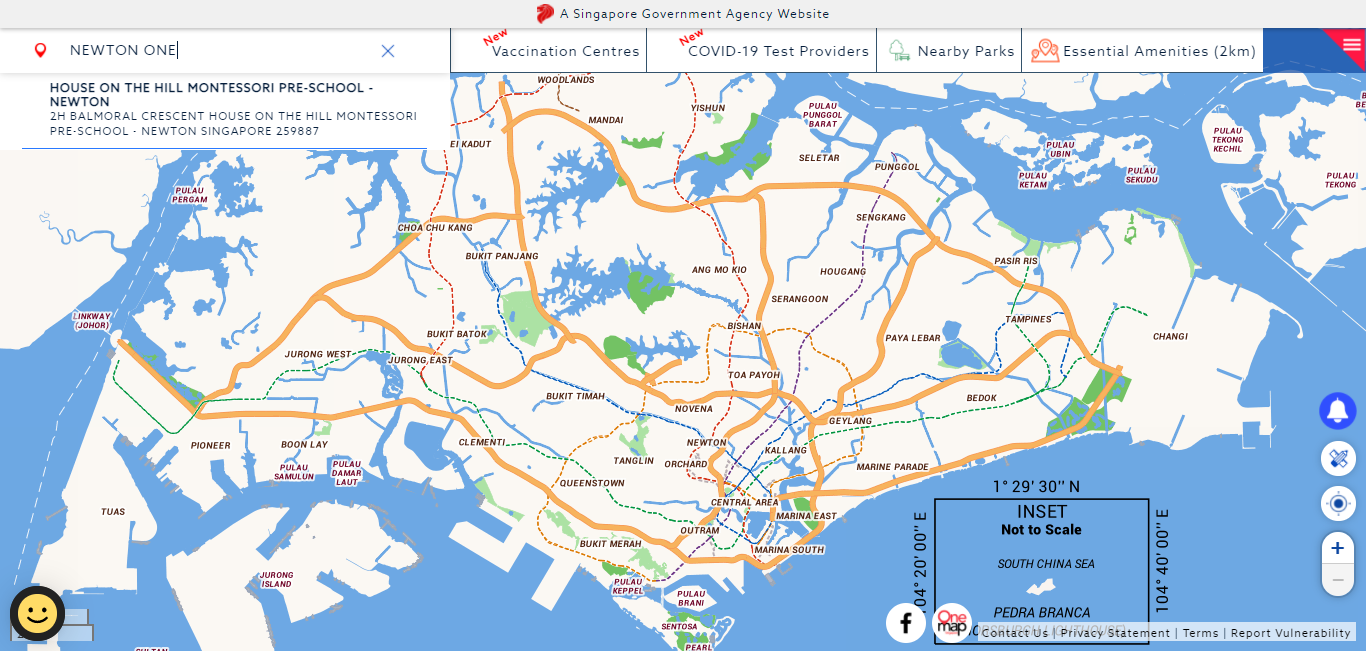 A Singapore Government Agency Website
NEWTON ONE
New
Vaccination Centres
New
COVID-19 Test Providers
Nearby Parks
Essential Amenities (2km)
HOUSE ON THE HILL MONTESSORI PRE-SCHOOL -
NEWTON
2H BALMORAL CRESCENT HOUSE ON THE HILL MONTESSORI
PRE-SCHOOL - NEWTON SINGAPORE 259887
WOODLANDS
MANDAI
YISHUN
PULAU
PUNGGOL
BARAT
EI KADUT
SELETAR
PUNGGOL
PULAU
UBIN
PULAU
KETAM
PULAU
SEKUDU
PULAU
TEKONG
KECHIL
PULAU
TEKONG
PULAU
PERGAM
CHOA CHU KANG
SENGKANG
BUKIT PANJANG
ANG MO KIO
HOUGANG
PASIR RIS
SERANGOON
LINKWAY
(JOHOR)
BUKIT BATOK
BISHAN
TAMPINES
PAYA LEBAR
CHANGI
JURONG WEST
JURONG EAST
TOA PAYOH
BUKIT TIMAH
NOVENA
BEDOK
GEYLANG
PIONEER
BOON LAY
CLEMENTI
NEWTON
KALLANG
TANGLIN
ORCHARD
MARINE PARADE
PULAU
SAMULUN
PULAU
DAMAR
LAUT
QUEENSTOWN
CENTRAL AREA
MARINA EAST
TUAS
OUTRAM
BUKIT MERAH
MARINA SOUTH
JURONG
ISLAND
PULAU
KEPPEL
PULAU
BRANI
SENTOSA
PEARL
1° 29' 30'' N
INSET
Not to Scale
SOUTH CHINA SEA
PEDRA BRANCA
04° 20' 00'' E
104° 40' 00'' E
+
−
f
One
map
Contact Us | Privacy Statement | Terms | Report Vulnerability